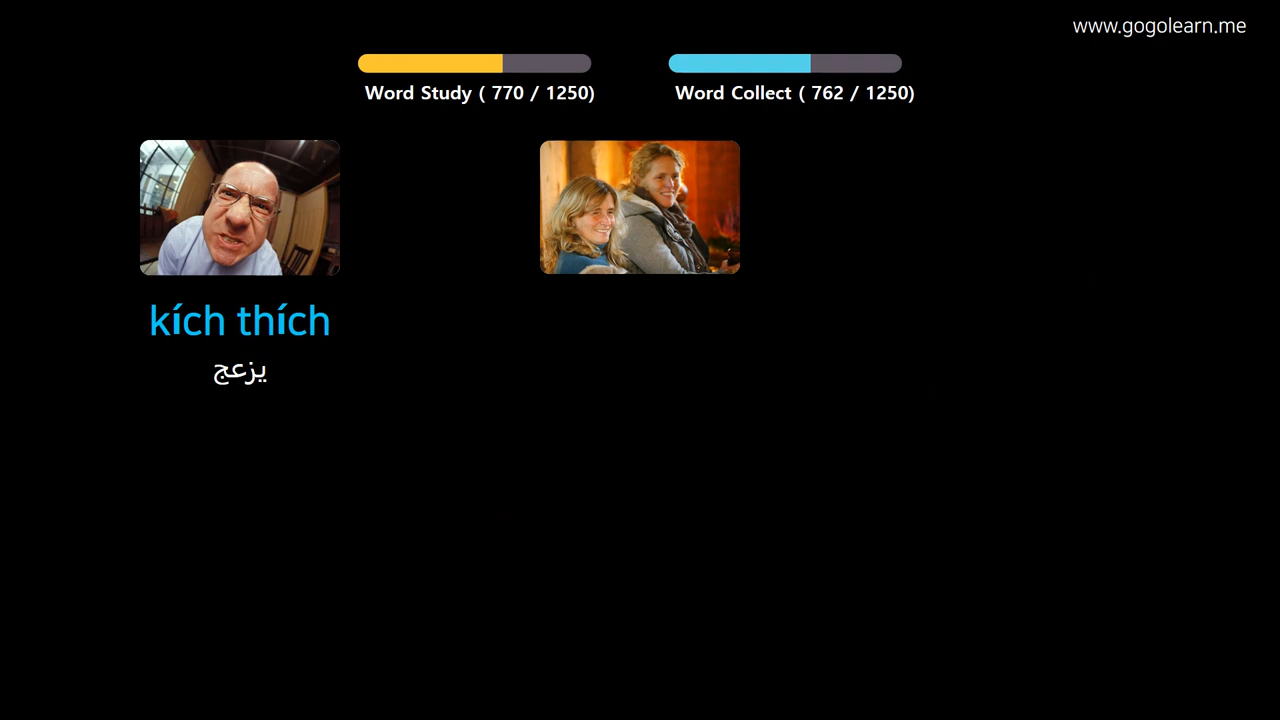 www.gogolearn.me
Word Study ( 770 / 1250)
Word Collect ( 762 / 1250)
kích thích
يزعج